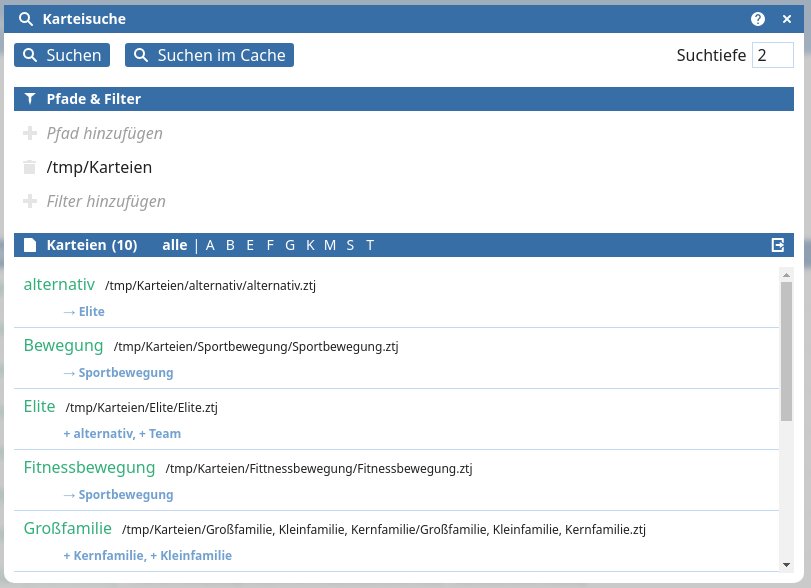 Karteisuche
Suchen Suchen im Cache Suchtiefe 2
Pfade & Filter
Pfad hinzufügen
/tmp/Karteien
Filter hinzufügen
Karteien (10) alle | A B E F G K M S T
alternativ /tmp/Karteien/alternativ/alternativ.ztj
→ Elite
Bewegung /tmp/Karteien/Sportbewegung/Sportbewegung.ztj
→ Sportbewegung
Elite /tmp/Karteien/Elite/Elite.ztj
+ alternativ, + Team
Fitnessbewegung /tmp/Karteien/Fittnessbewegung/Fitnessbewegung.ztj
→ Sportbewegung
Großfamilie /tmp/Karteien/Großfamilie, Kleinfamilie, Kernfamilie/Großfamilie, Kleinfamilie, Kernfamilie.ztj
+ Kernfamilie, + Kleinfamilie